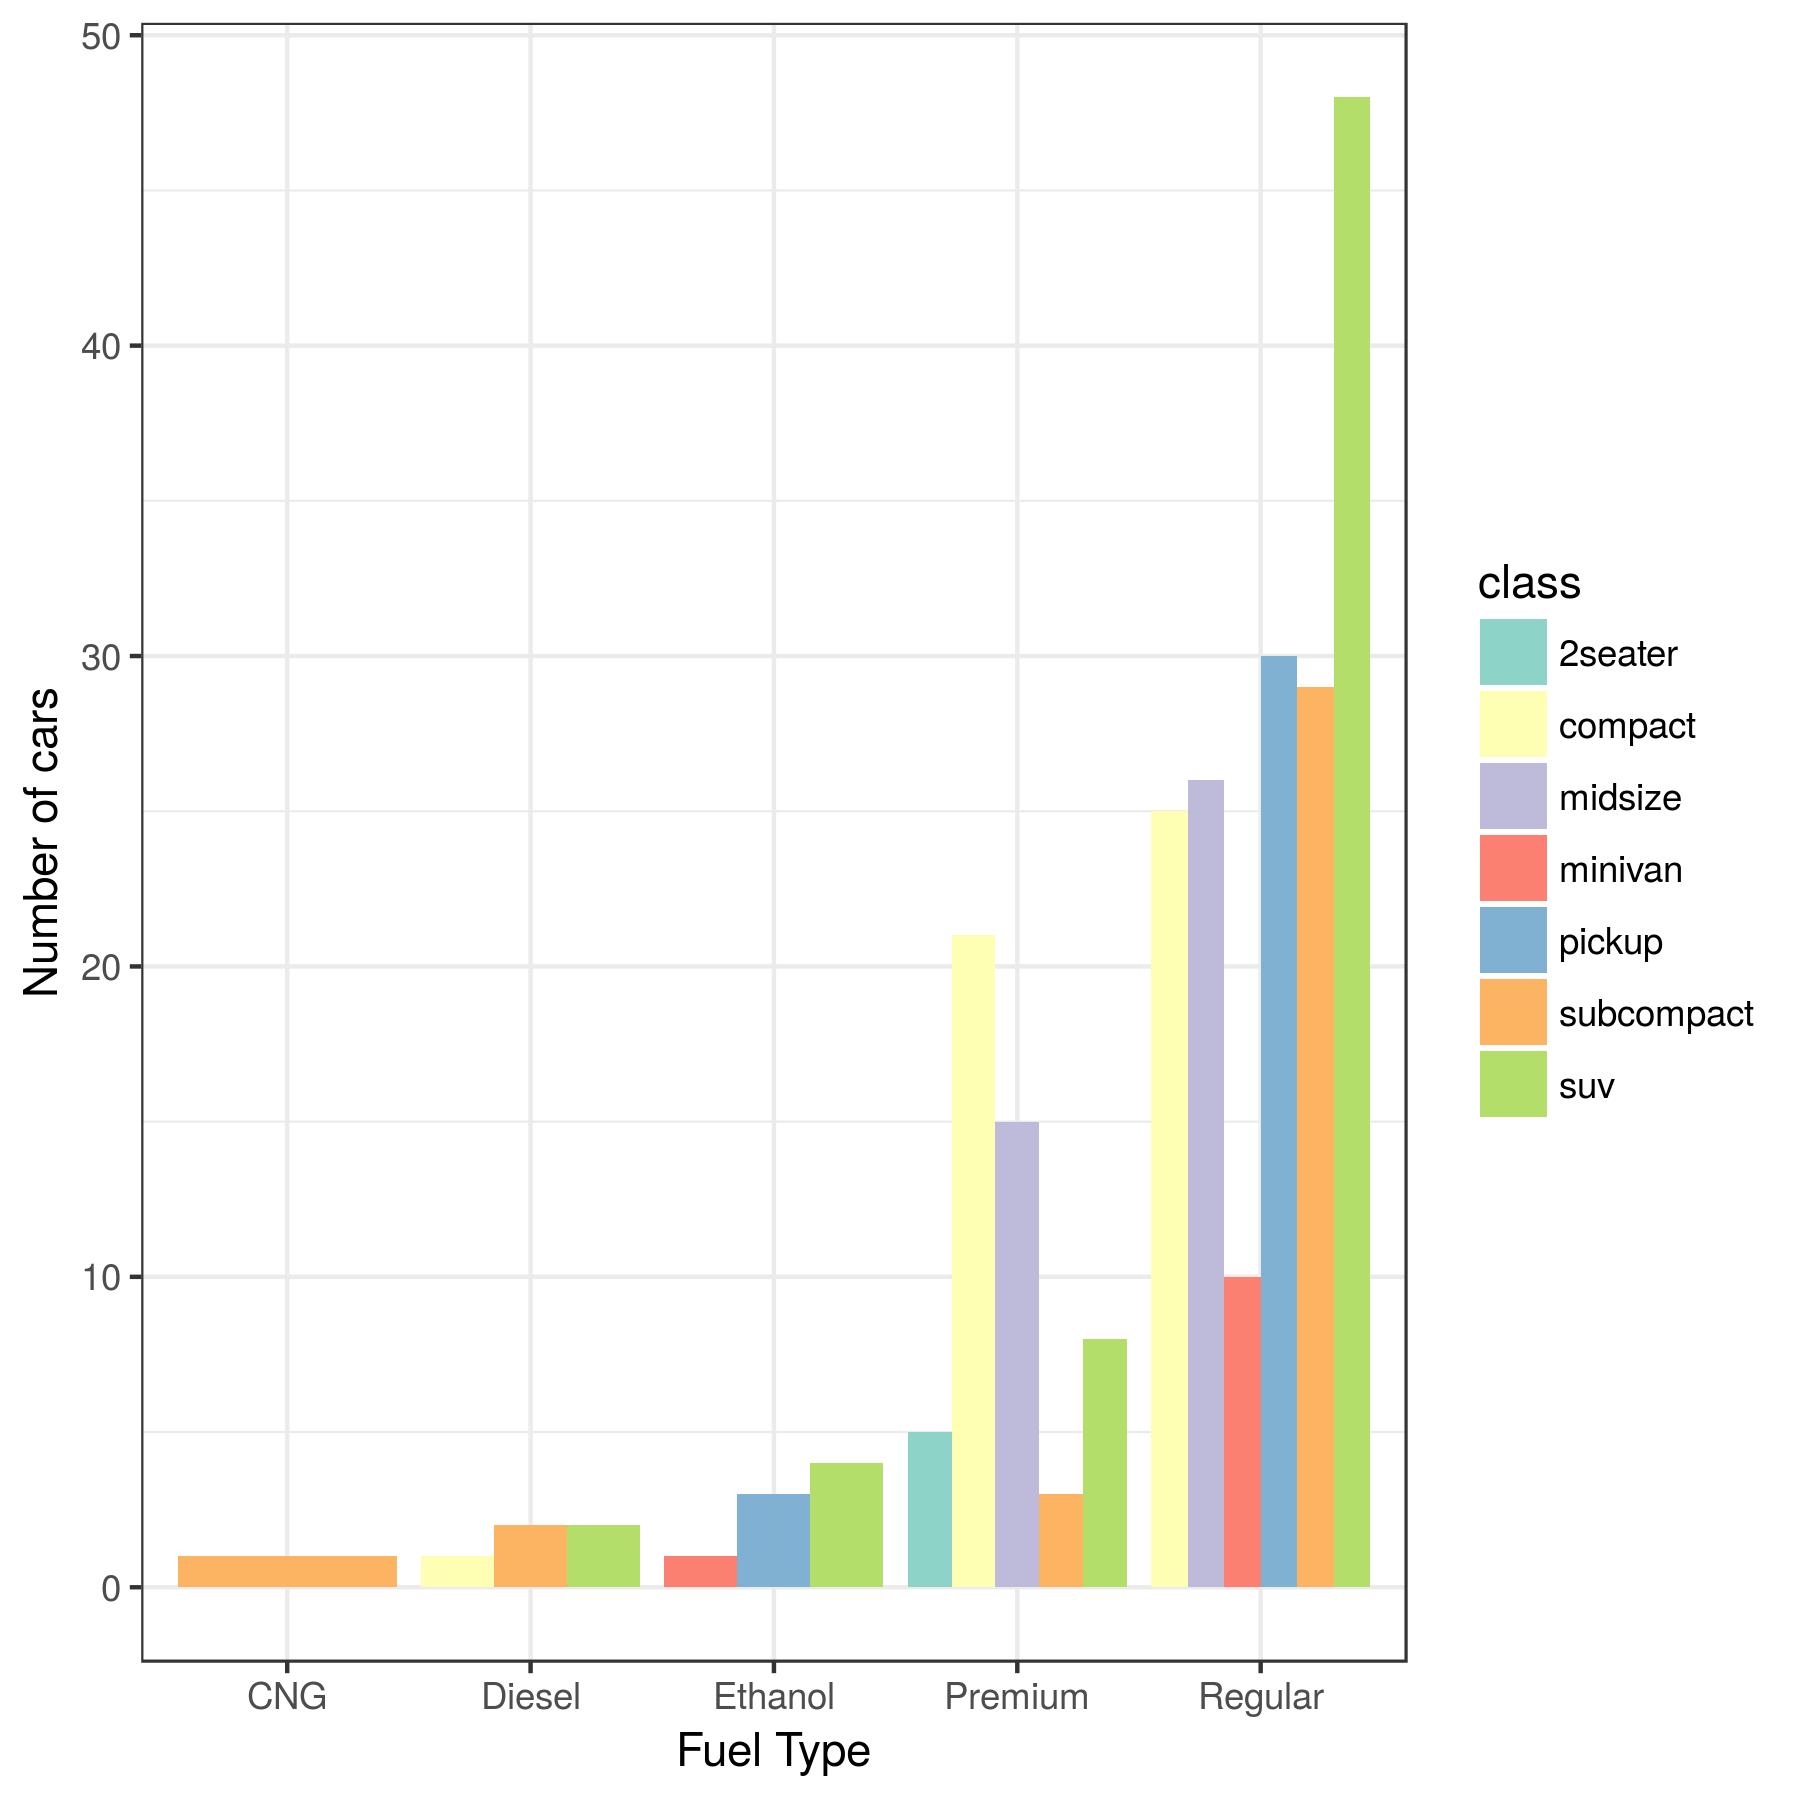 50
40
30
20
10
0
Number of cars
CNG Diesel Ethanol Premium Regular
Fuel Type
class
2seater
compact
midsize
minivan
pickup
subcompact
suv